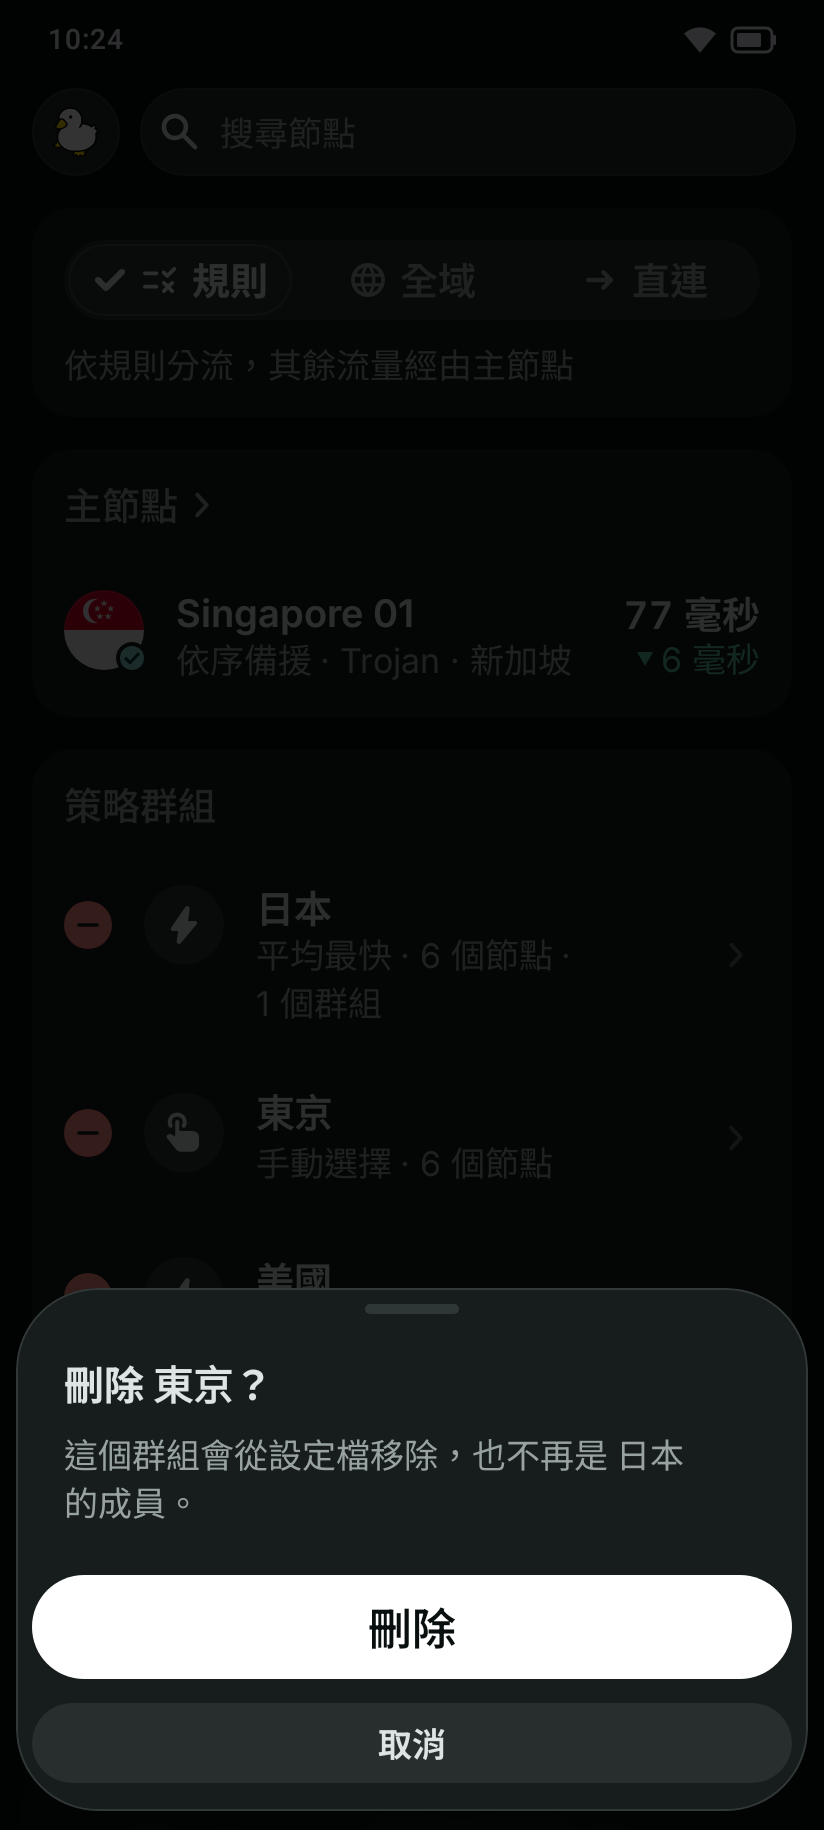 10:24
搜尋節點
規則
全域
直連
依規則分流，其餘流量經由主節點
主節點
Singapore 01
77 毫秒
依序備援 · Trojan · 新加坡
▼6 毫秒
策略群組
日本
平均最快 · 6 個節點 ·
1 個群組
東京
手動選擇 · 6 個節點
美國
刪除 東京？
這個群組會從設定檔移除，也不再是 日本
的成員。
刪除
取消